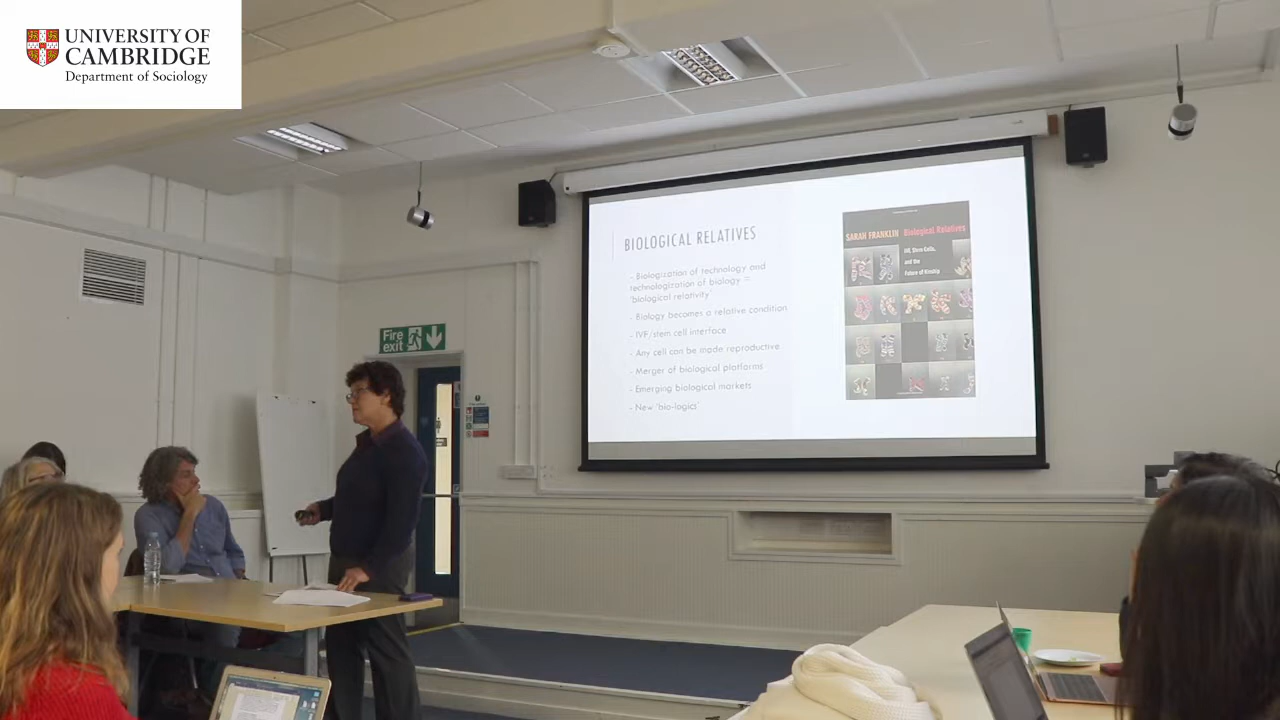 UNIVERSITY OF
CAMBRIDGE
Department of Sociology
BIOLOGICAL RELATIVES
- Biologization of technology and
technologization of biology =
'biological relativity'
- Biology becomes a relative condition
- IVF/stem cell interface
- Any cell can be made reproductive
- Merger of biological platforms
- Emerging biological markets
- New 'bio-logics'
SARAH FRANKLIN Biological Relatives
IVF, Stem Cells,
and the
Future of Kinship
Fire
exit